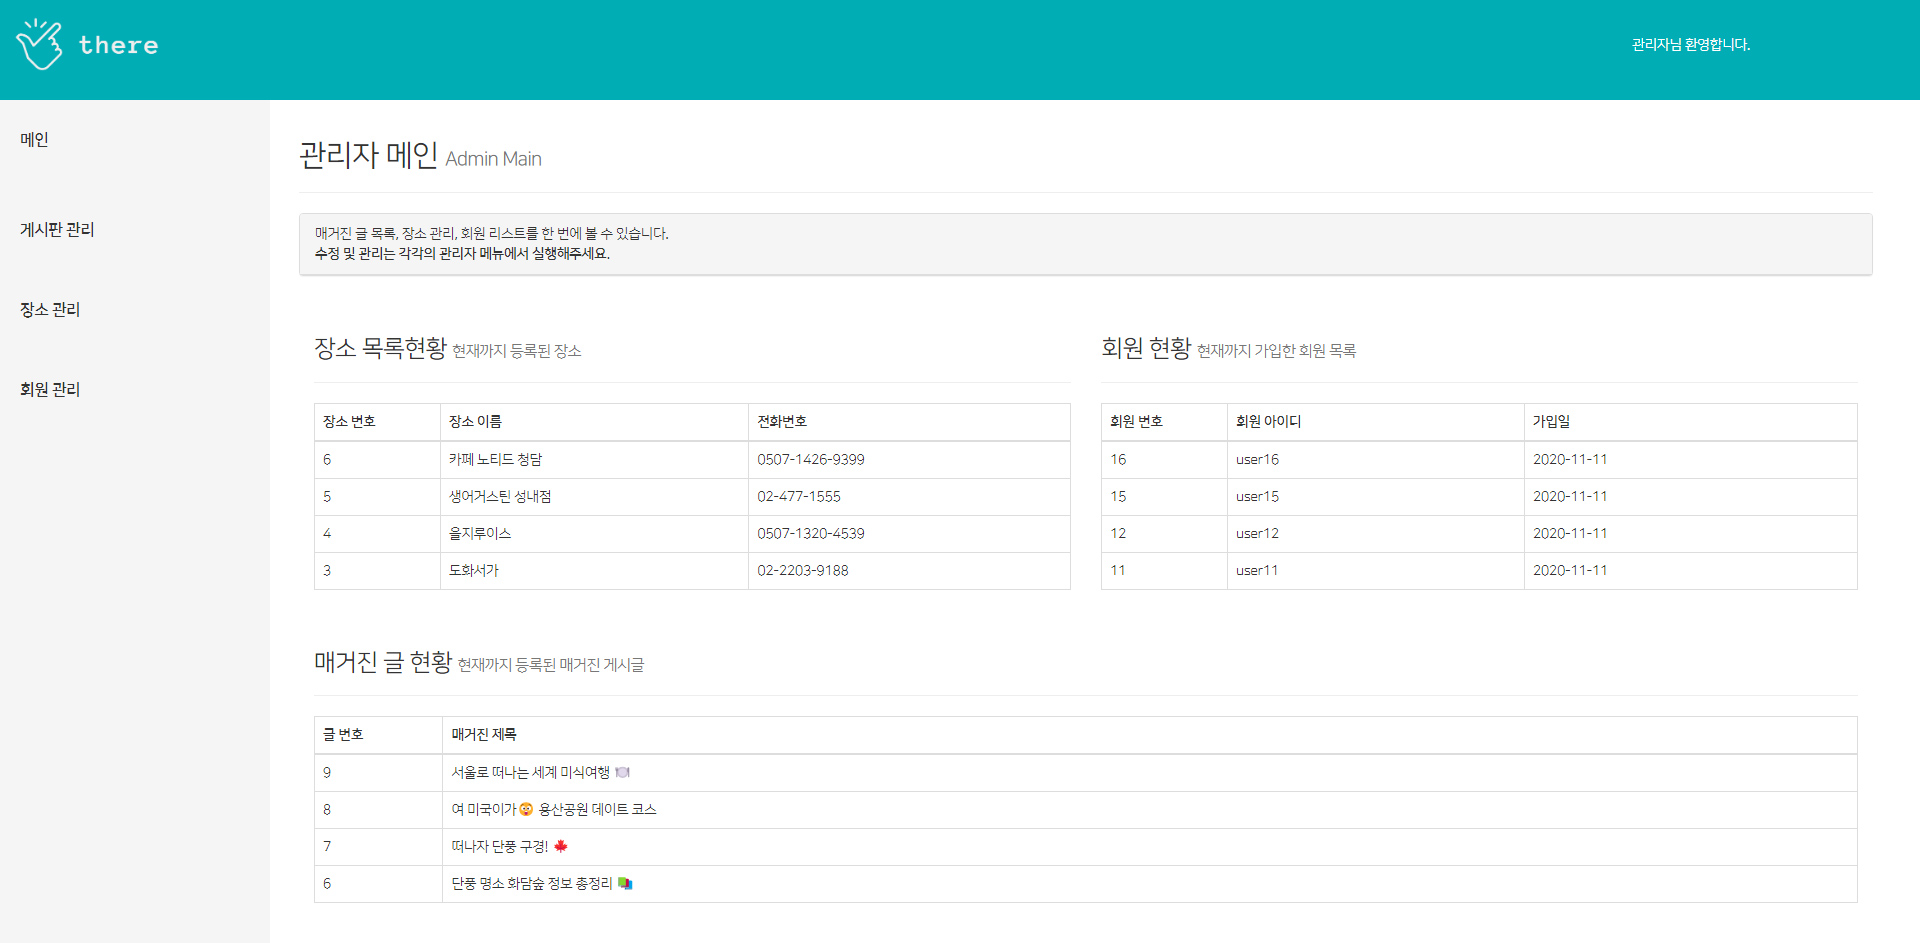 there
관리자님 환영합니다.
메인
게시판 관리
장소 관리
회원 관리
관리자 메인 Admin Main
매거진 글 목록, 장소 관리, 회원 리스트를 한 번에 볼 수 있습니다.
수정 및 관리는 각각의 관리자 메뉴에서 실행해주세요.
장소 목록현황 현재까지 등록된 장소
장소 번호 장소 이름 전화번호
6 카페 노티드 청담 0507-1426-9399
5 생어거스틴 성내점 02-477-1555
4 을지루이스 0507-1320-4539
3 도화서가 02-2203-9188
회원 현황 현재까지 가입한 회원 목록
회원 번호 회원 아이디 가입일
16 user16 2020-11-11
15 user15 2020-11-11
12 user12 2020-11-11
11 user11 2020-11-11
매거진 글 현황 현재까지 등록된 매거진 게시글
글 번호 매거진 제목
9 서울로 떠나는 세계 미식여행 🍽
8 여 미국이가😳 용산공원 데이트 코스
7 떠나자 단풍 구경! 🍁
6 단풍 명소 화담숲 정보 총정리